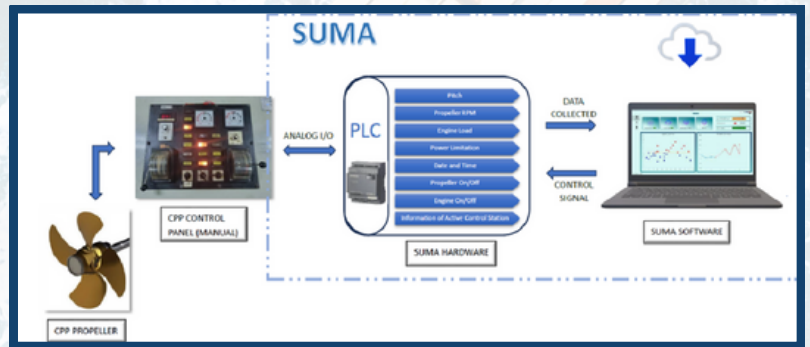 SUMA
ANALOG I/O
PLC
Pitch
Propeller RPM
Engine Load
Power Limitation
Date and Time
Propeller On/Off
Engine On/Off
Information of Active Control Station
DATA
COLLECTED
CONTROL
SIGNAL
CPP CONTROL
PANEL (MANUAL)
SUMA HARDWARE
SUMA SOFTWARE
CPP PROPELLER